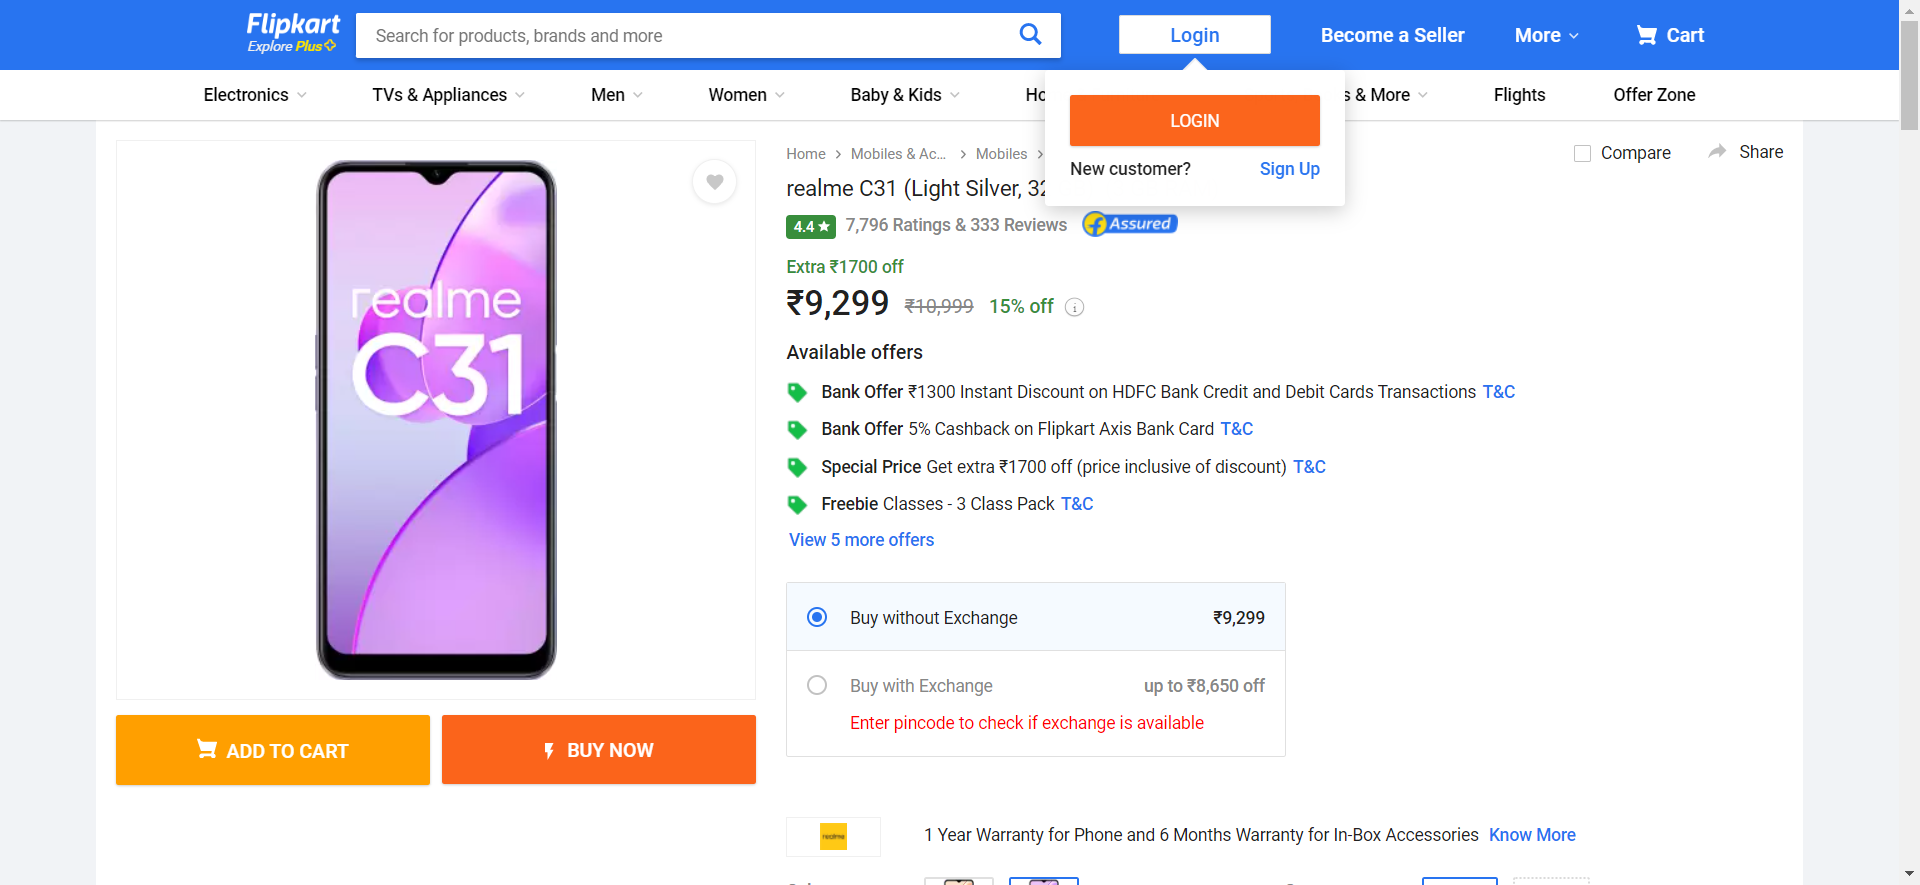 Flipkart
Explore Plus
Search for products, brands and more
Login
Become a Seller
More
Cart
Electronics
TVs & Appliances
Men
Women
Baby & Kids
& More
Flights
Offer Zone
LOGIN
New customer? Sign Up
Home
Mobiles & Ac...
Mobiles
Compare
Share
realme C31 (Light Silver,
4.4 ★ 7,796 Ratings & 333 Reviews
Assured
Extra ₹1700 off
₹9,299 ₹10,999 15% off
Available offers
Bank Offer ₹1300 Instant Discount on HDFC Bank Credit and Debit Cards Transactions T&C
Bank Offer 5% Cashback on Flipkart Axis Bank Card T&C
Special Price Get extra ₹1700 off (price inclusive of discount) T&C
Freebie Classes - 3 Class Pack T&C
View 5 more offers
Buy without Exchange ₹9,299
Buy with Exchange up to ₹8,650 off
Enter pincode to check if exchange is available
realme
C31
ADD TO CART
BUY NOW
realme
1 Year Warranty for Phone and 6 Months Warranty for In-Box Accessories Know More